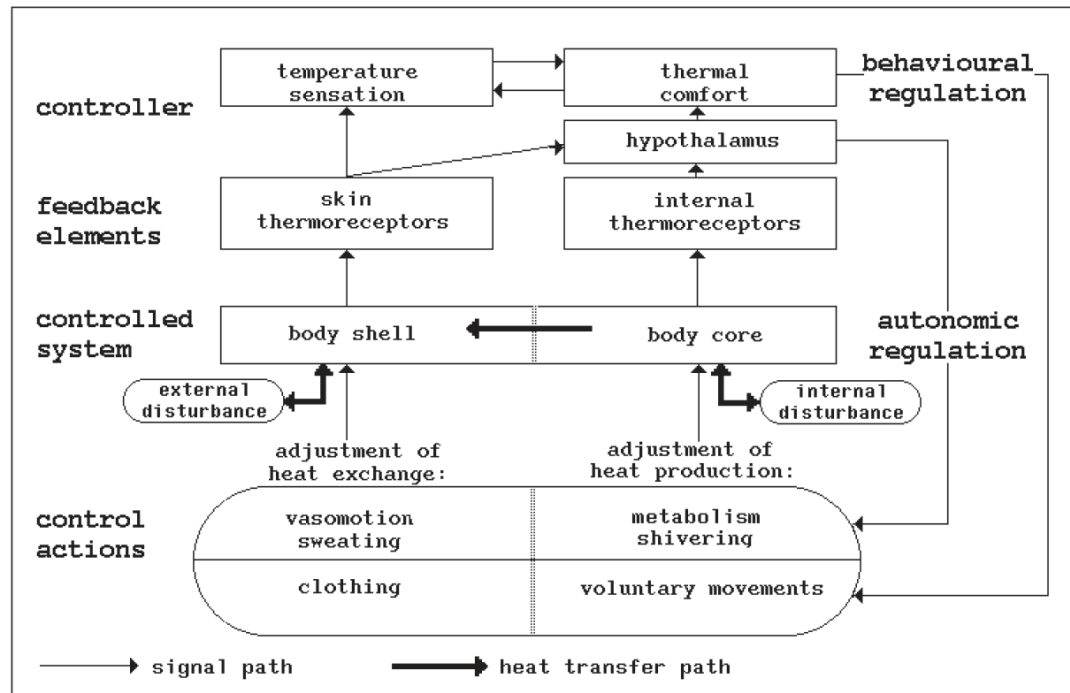 temperature
sensation
thermal
comfort
behavioural
regulation
controller
hypothalamus
feedback
elements
skin
thermoreceptors
internal
thermoreceptors
controlled
system
body shell
body core
autonomic
regulation
external
disturbance
internal
disturbance
adjustment of
heat exchange:
adjustment of
heat production:
control
actions
vasomotion
sweating
metabolism
shivering
clothing
voluntary movements
signal path
heat transfer path